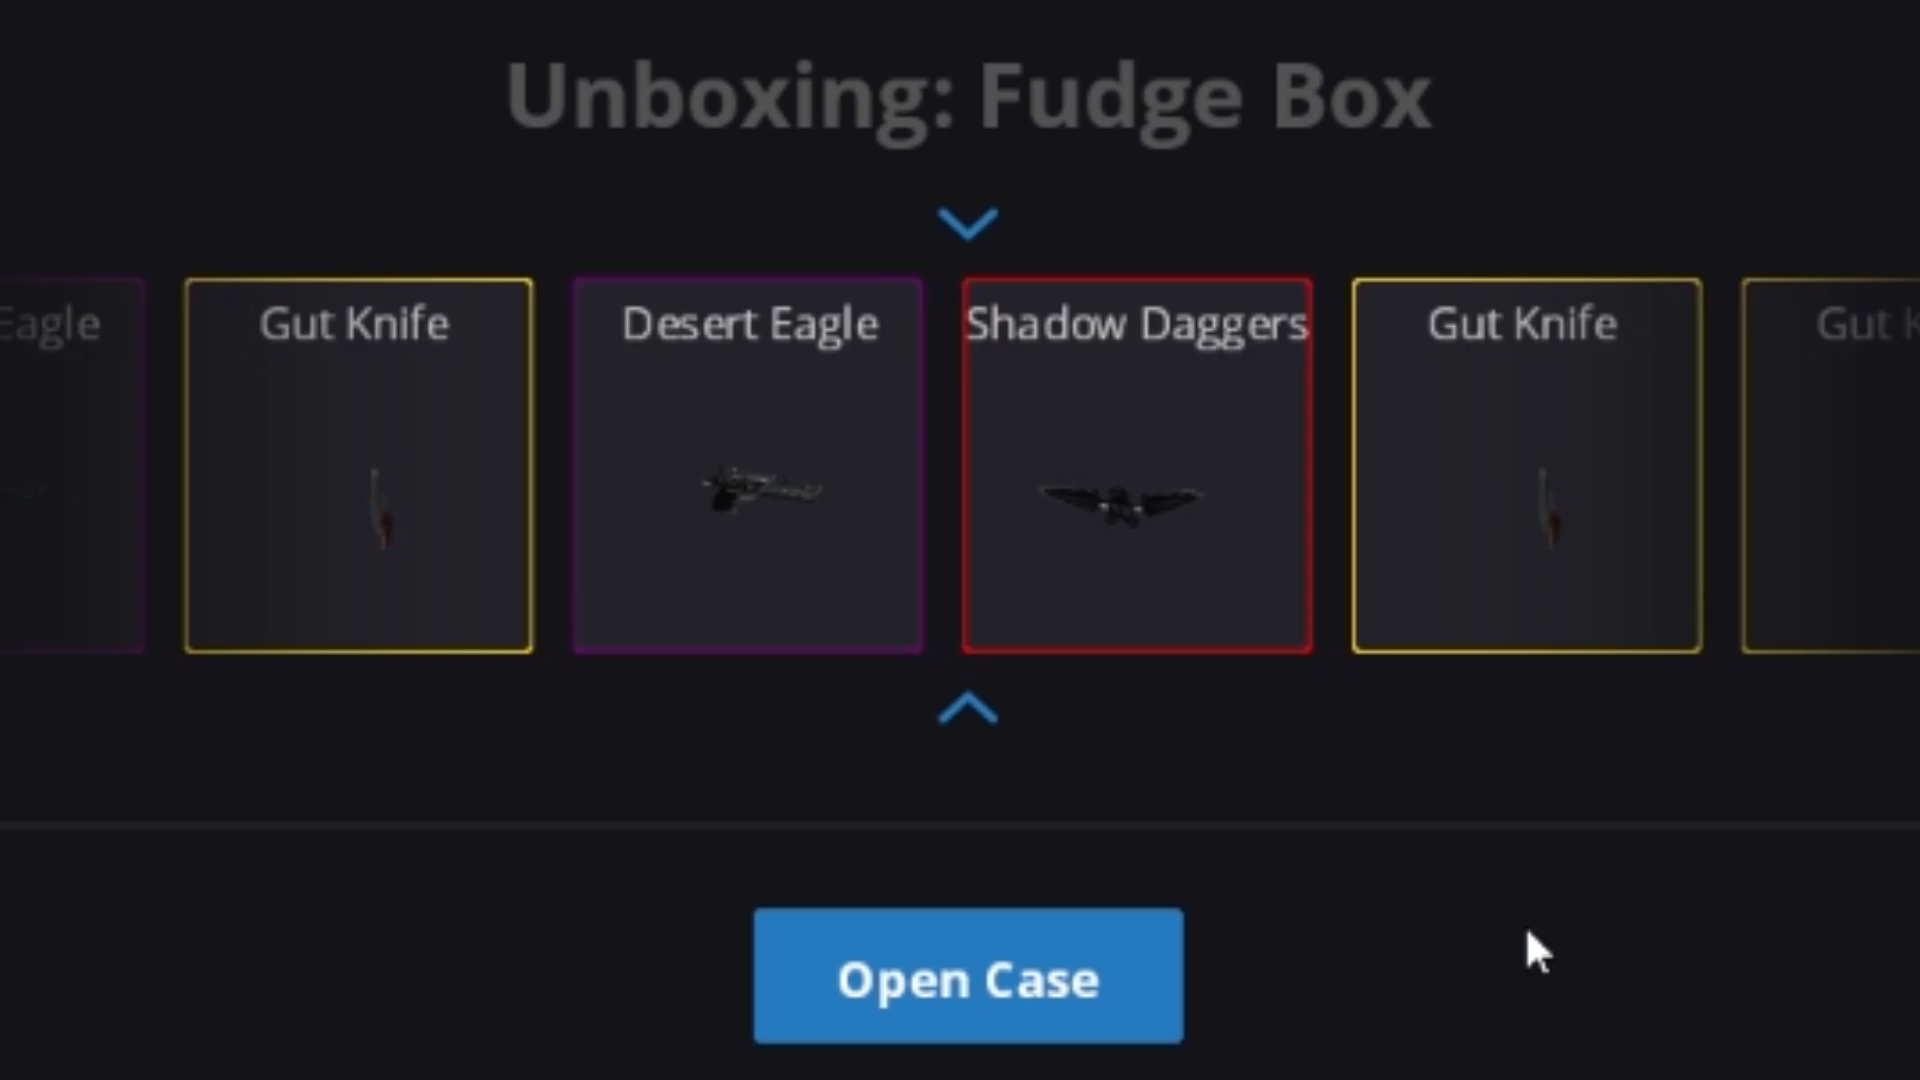 Unboxing: Fudge Box
Eagle
Gut Knife
Desert Eagle
Shadow Daggers
Gut Knife
Gut K
Open Case